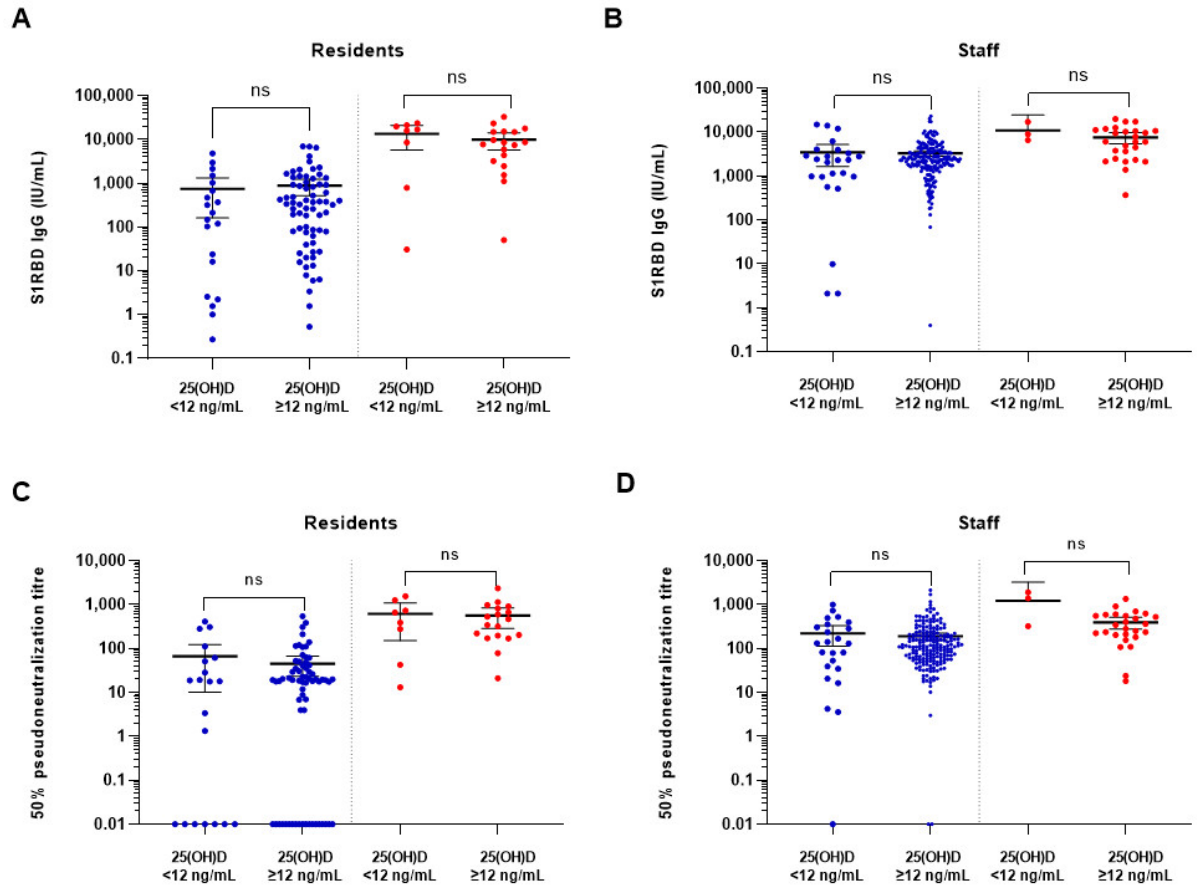 A
Residents
ns
ns
S1RBD IgG (IU/mL)
100,000
10,000
1,000
100
10
1
0.1
25(OH)D
<12 ng/mL
25(OH)D
≥12 ng/mL
25(OH)D
<12 ng/mL
25(OH)D
≥12 ng/mL
B
Staff
ns
ns
S1RBD IgG (IU/mL)
100,000
10,000
1,000
100
10
1
0.1
25(OH)D
<12 ng/mL
25(OH)D
≥12 ng/mL
25(OH)D
<12 ng/mL
25(OH)D
≥12 ng/mL
C
Residents
ns
ns
50% pseudoneutralization titre
10,000
1,000
100
10
1
0.1
0.01
25(OH)D
<12 ng/mL
25(OH)D
≥12 ng/mL
25(OH)D
<12 ng/mL
25(OH)D
≥12 ng/mL
D
Staff
ns
ns
50% pseudoneutralization titre
10,000
1,000
100
10
1
0.1
0.01
25(OH)D
<12 ng/mL
25(OH)D
≥12 ng/mL
25(OH)D
<12 ng/mL
25(OH)D
≥12 ng/mL